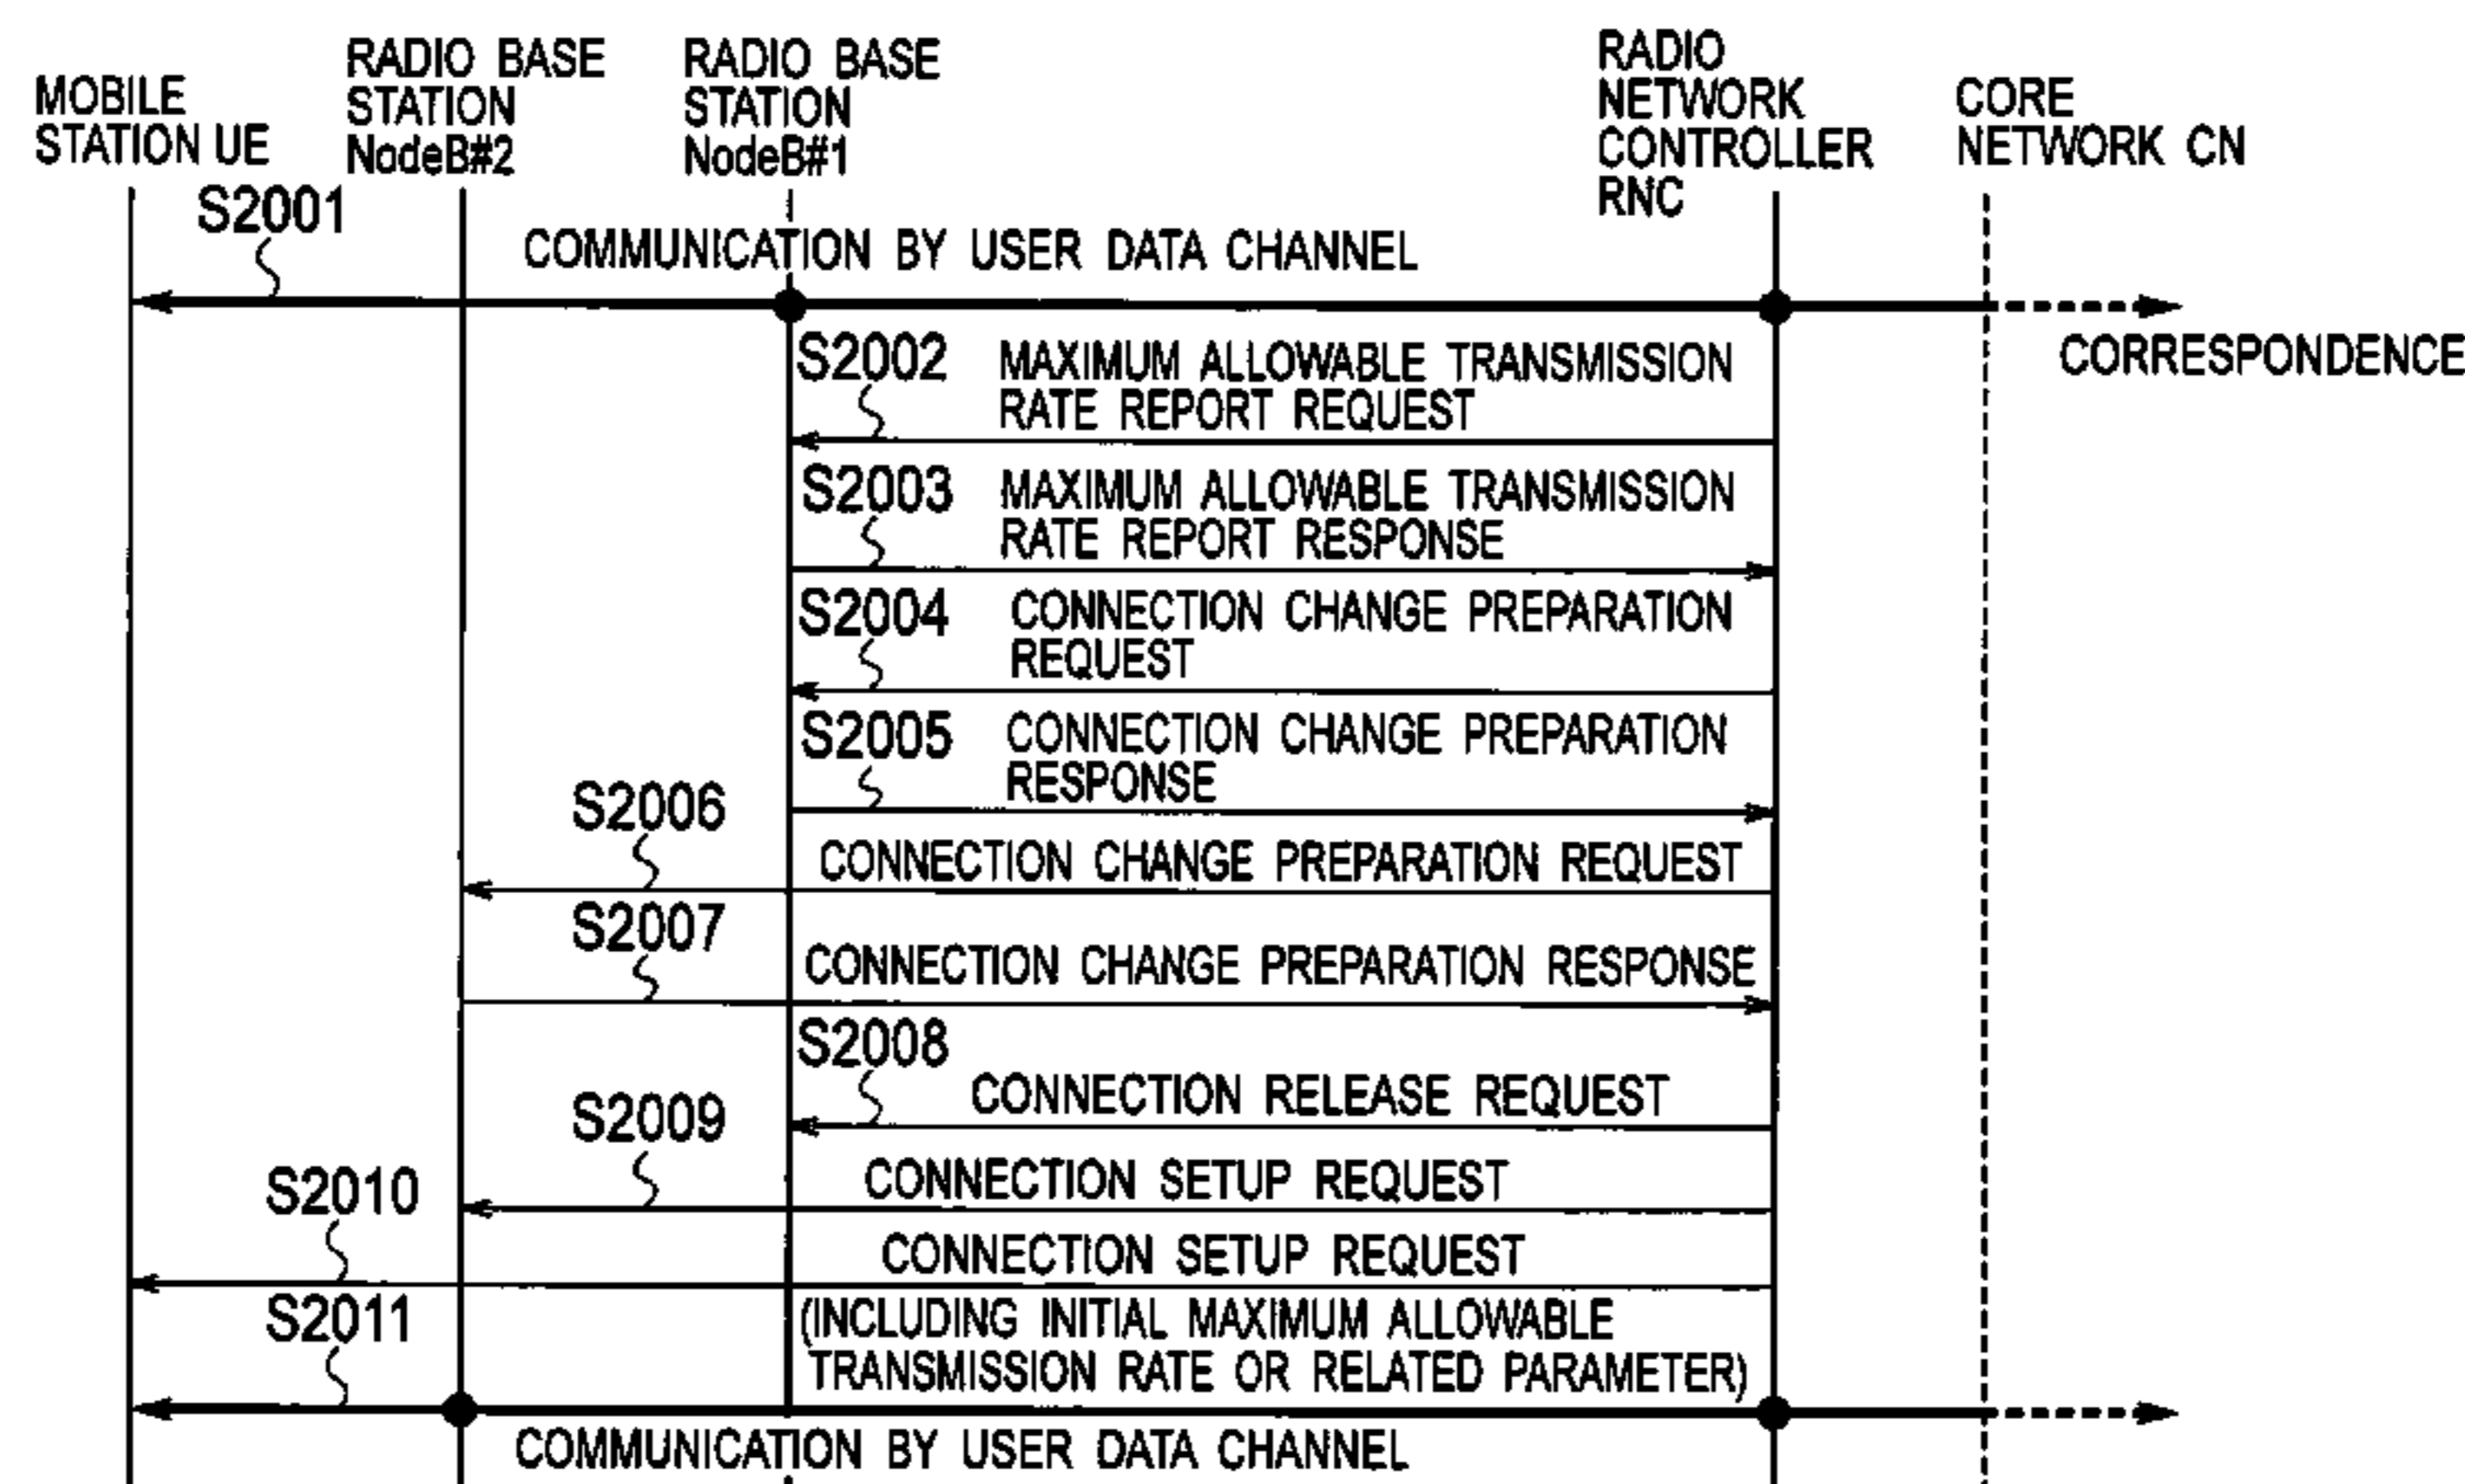 MOBILE
STATION UE
RADIO BASE
STATION
NodeB#2
RADIO BASE
STATION
NodeB#1
RADIO
NETWORK
CONTROLLER
RNC
CORE
NETWORK CN
S2001
COMMUNICATION BY USER DATA CHANNEL
CORRESPONDENCE
S2002
MAXIMUM ALLOWABLE TRANSMISSION
RATE REPORT REQUEST
S2003
MAXIMUM ALLOWABLE TRANSMISSION
RATE REPORT RESPONSE
S2004
CONNECTION CHANGE PREPARATION
REQUEST
S2005
CONNECTION CHANGE PREPARATION
RESPONSE
S2006
CONNECTION CHANGE PREPARATION REQUEST
S2007
CONNECTION CHANGE PREPARATION RESPONSE
S2008
CONNECTION RELEASE REQUEST
S2009
CONNECTION SETUP REQUEST
S2010
CONNECTION SETUP REQUEST
(INCLUDING INITIAL MAXIMUM ALLOWABLE
TRANSMISSION RATE OR RELATED PARAMETER)
S2011
COMMUNICATION BY USER DATA CHANNEL